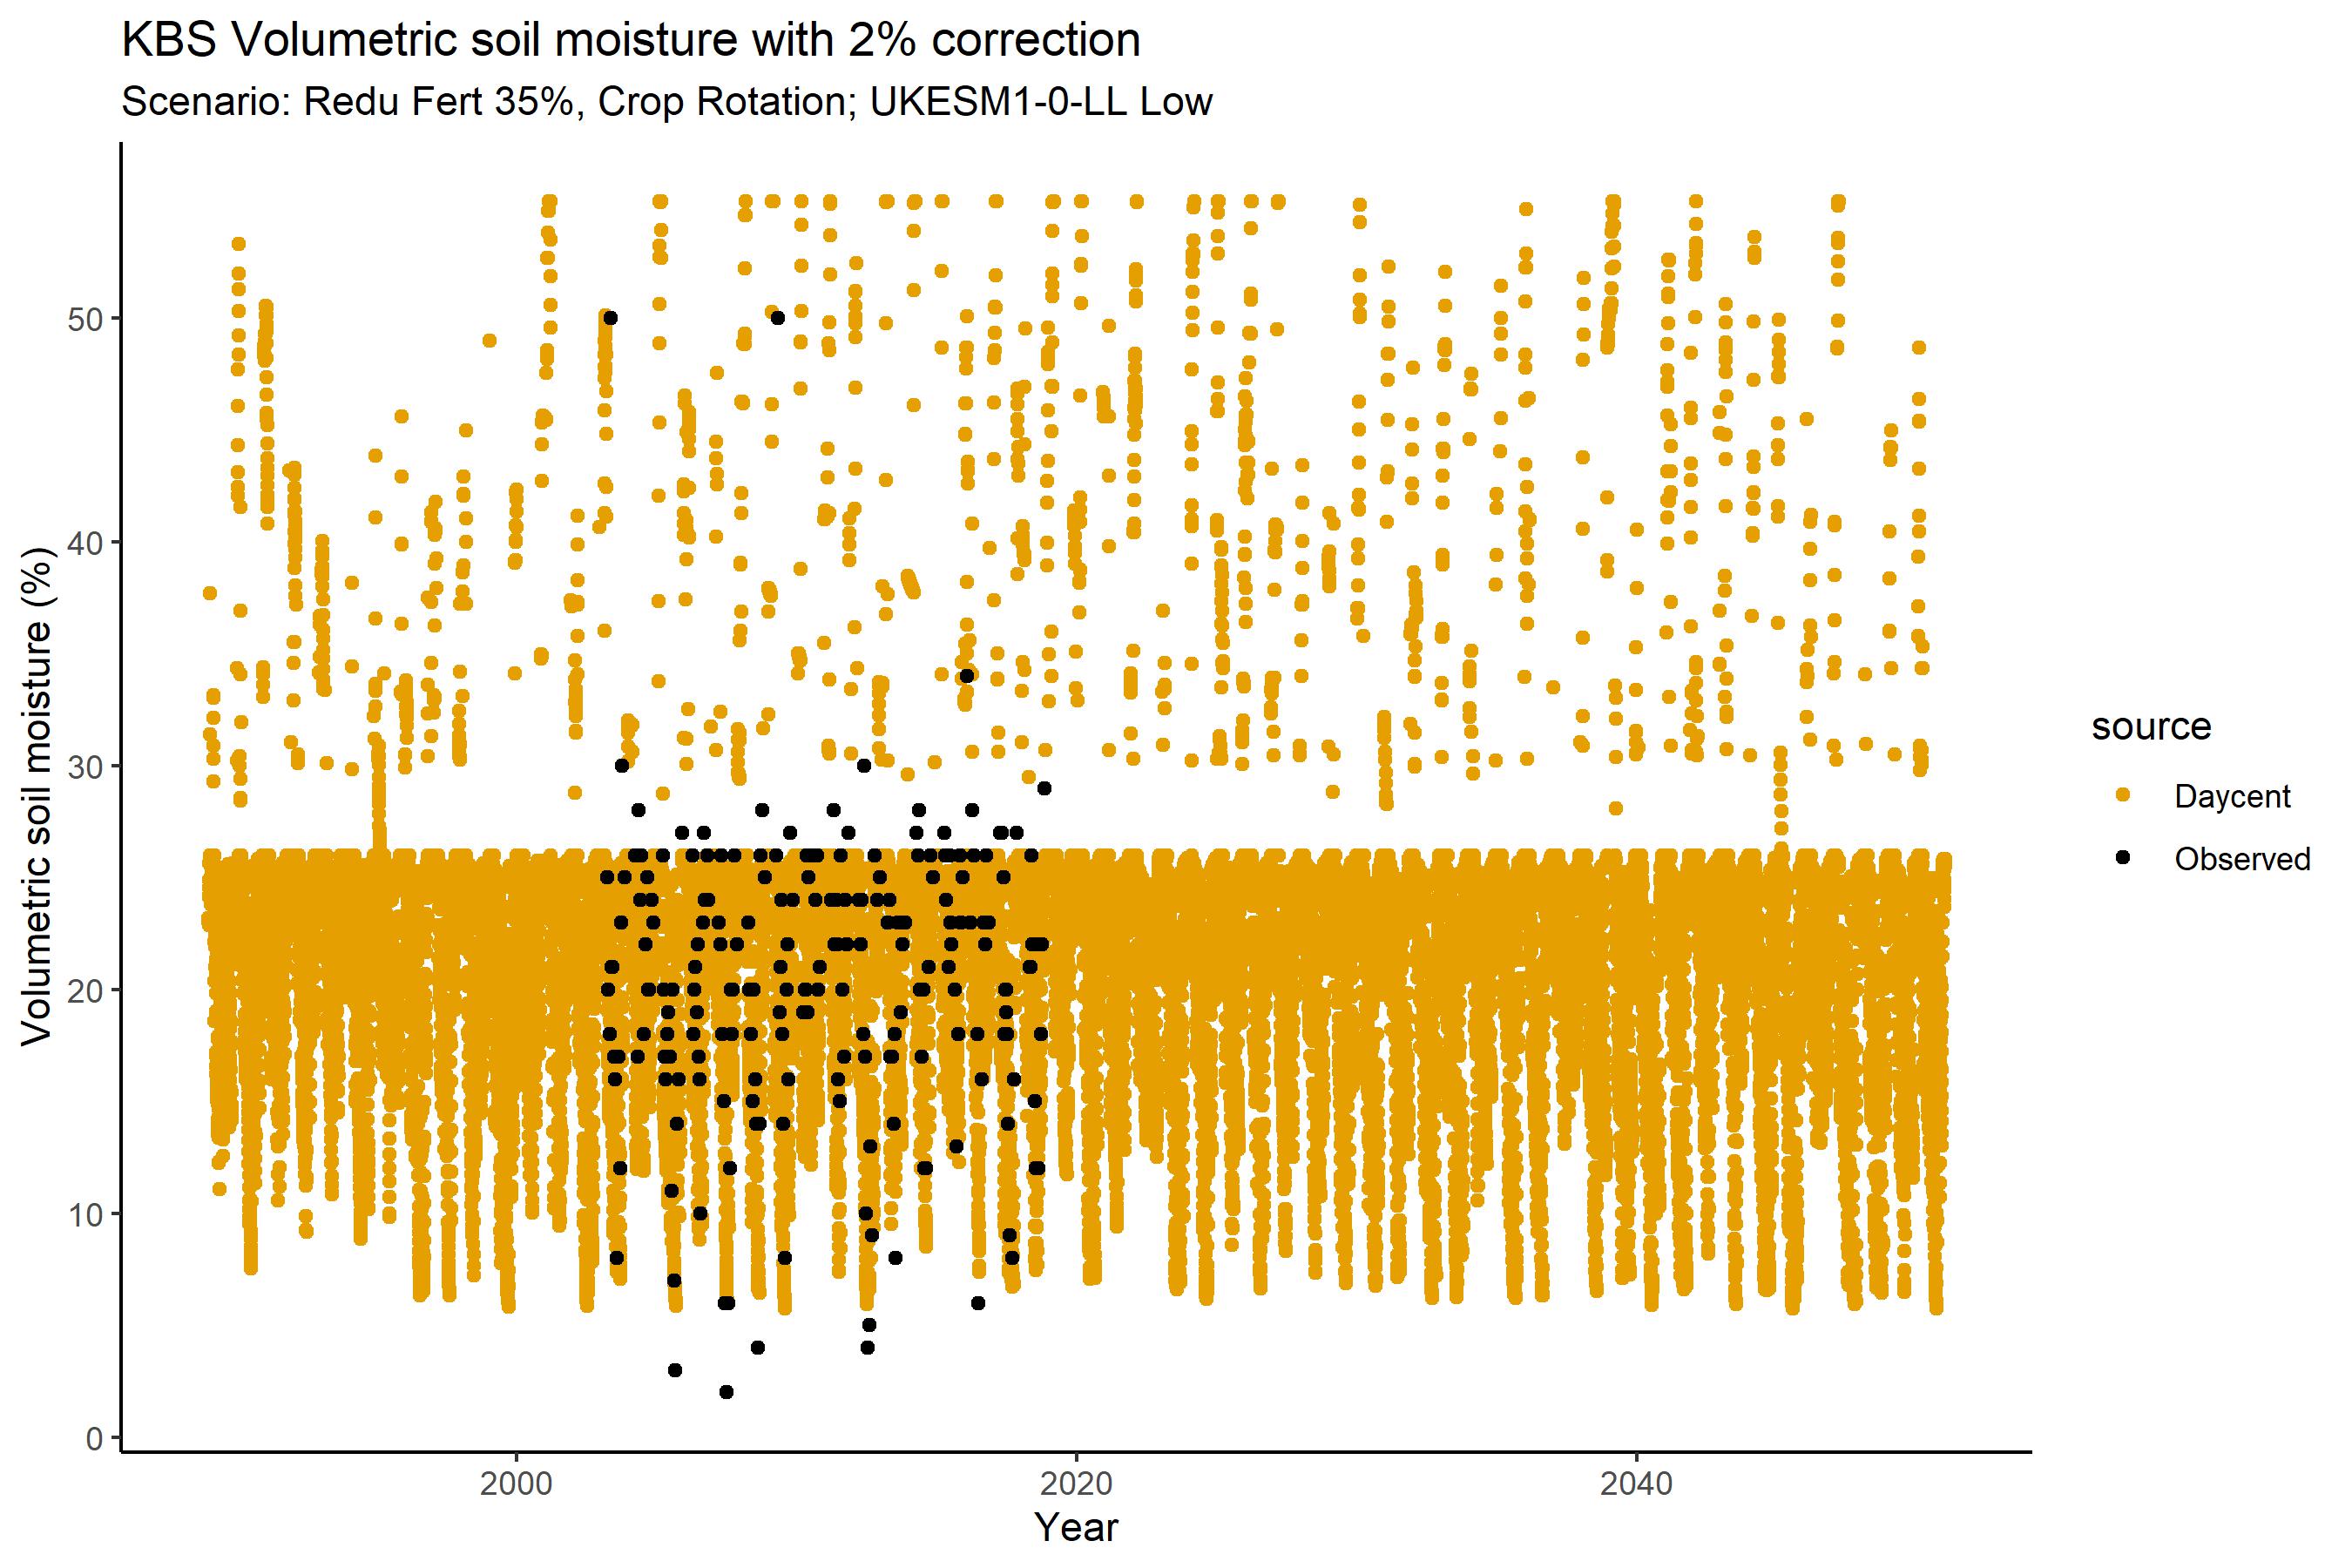 KBS Volumetric soil moisture with 2% correction
Scenario: Redu Fert 35%, Crop Rotation; UKESM1-0-LL Low
Volumetric soil moisture (%)
50
40
30
20
10
0
2000
2020
2040
Year
source
Daycent
Observed